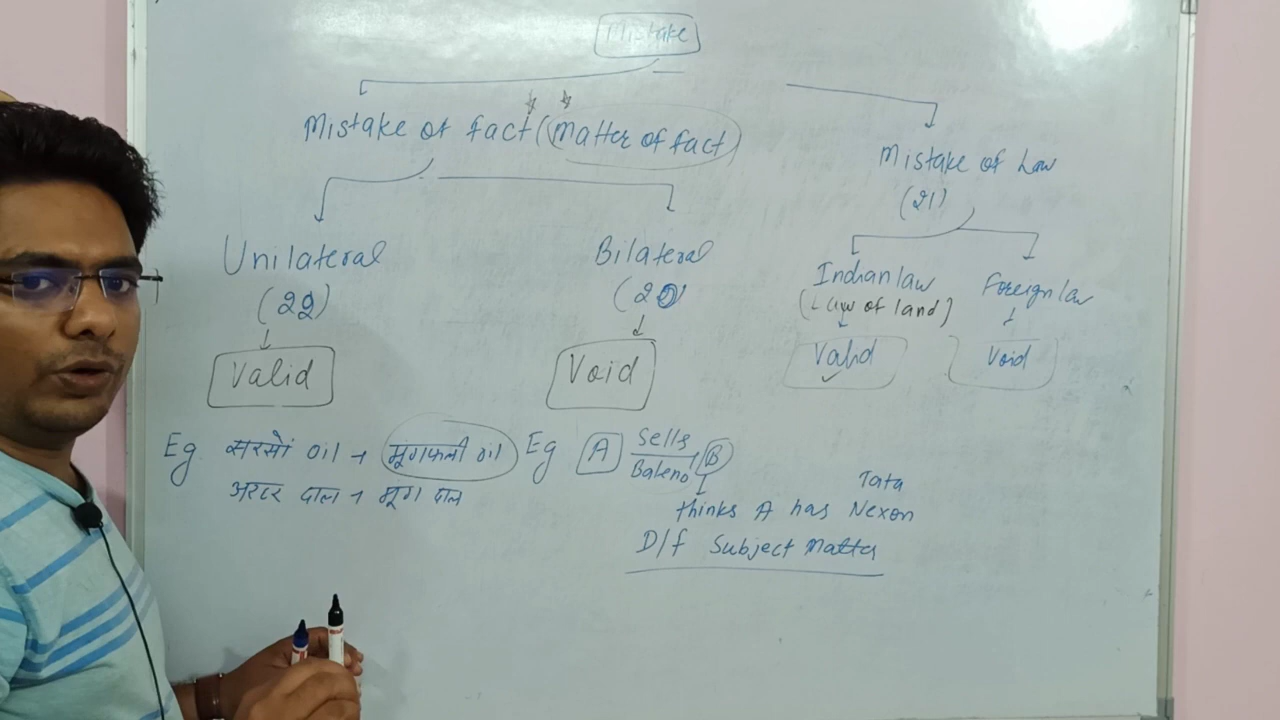 Mistake
Mistake of fact (Matter of fact)
Mistake of Law
(21)
Unilateral
(22)
Valid
Bilateral
(20)
Void
Indian law
(Law of land)
Valid
Foreign law
Void
Eg सरसों oil → मूंगफली oil
अरहर दाल → मूंग दाल
Eg A Sells Baleno B
thinks A has Tata Nexon
D/f Subject Matter